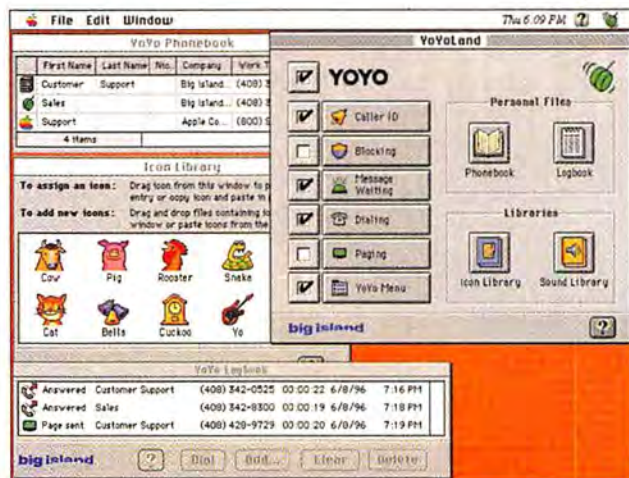 File Edit Window Thu 6:09 PM
YoYo Phonebook
First Name Last Name Company Work T
Customer Support Big Island... (408) 3
Sales Big Island... (408) 3
Support Apple Co... (800) S
4 Items
Icon Library
To assign an icon: Drag icon from this window to p
entry or copy icon and paste in p
To add new icons: Drag and drop files containing ic
window or paste icons from the
Cow Pig Rooster Snake
Cat Bells Cuckoo Yo
YoYoLand
YOYO
Caller ID
Blocking
Message
Waiting
Dialing
Paging
YoYo Menu
Personal Files
Phonebook Logbook
Libraries
Icon Library Sound Library
big island ?
YoYo Logbook
Answered Customer Support (408) 342-0525 00:00:22 6/8/96 7:16 PM
Answered Sales (408) 342-8300 00:00:19 6/8/96 7:18 PM
Page sent Customer Support (408) 429-9729 00:00:20 6/8/96 7:19 PM
big island ? Dial Add... Clear Delete